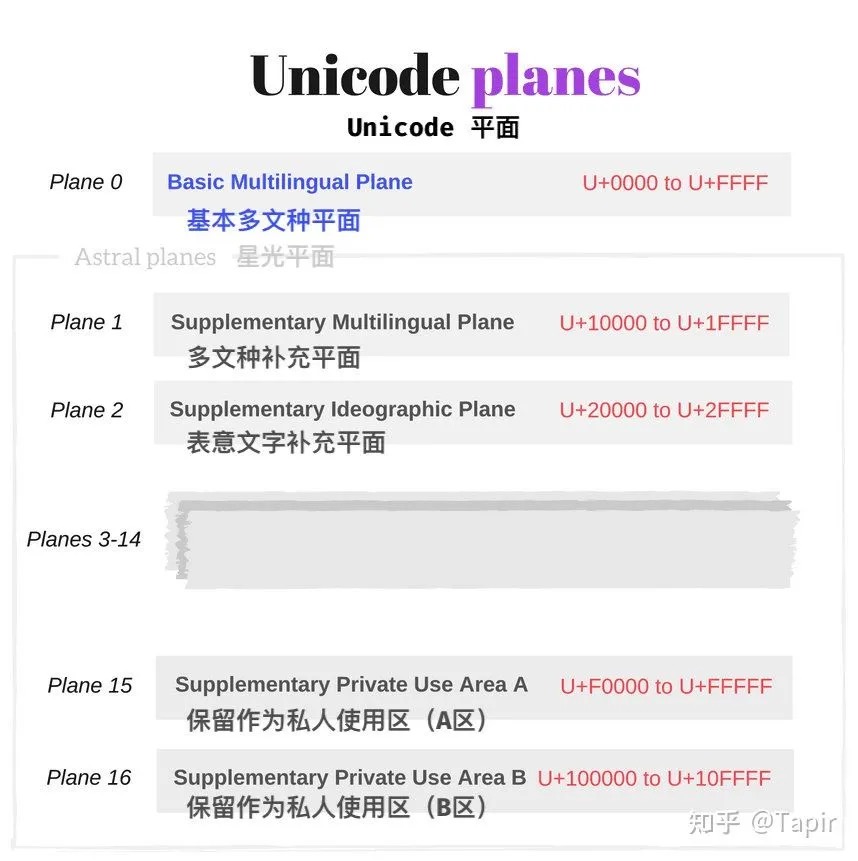 Unicode planes
Unicode 平面
Plane 0 Basic Multilingual Plane U+0000 to U+FFFF
基本多文种平面
Astral planes 星光平面
Plane 1 Supplementary Multilingual Plane U+10000 to U+1FFFF
多文种补充平面
Plane 2 Supplementary Ideographic Plane U+20000 to U+2FFFF
表意文字补充平面
Planes 3-14
Plane 15 Supplementary Private Use Area A U+F0000 to U+FFFFF
保留作为私人使用区（A区）
Plane 16 Supplementary Private Use Area B U+100000 to U+10FFFF
保留作为私人使用区（B区）
知乎 @Tapir